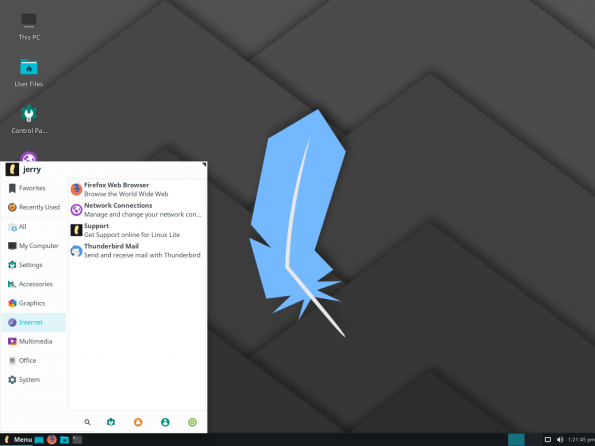 This PC
User Files
Control Pa...
jerry
Favorites
Recently Used
All
My Computer
Settings
Accessories
Graphics
Internet
Multimedia
Office
System
Firefox Web Browser
Browse the World Wide Web
Network Connections
Manage and change your network con...
Support
Get Support online for Linux Lite
Thunderbird Mail
Send and receive mail with Thunderbird
Menu
1:21:45 pm